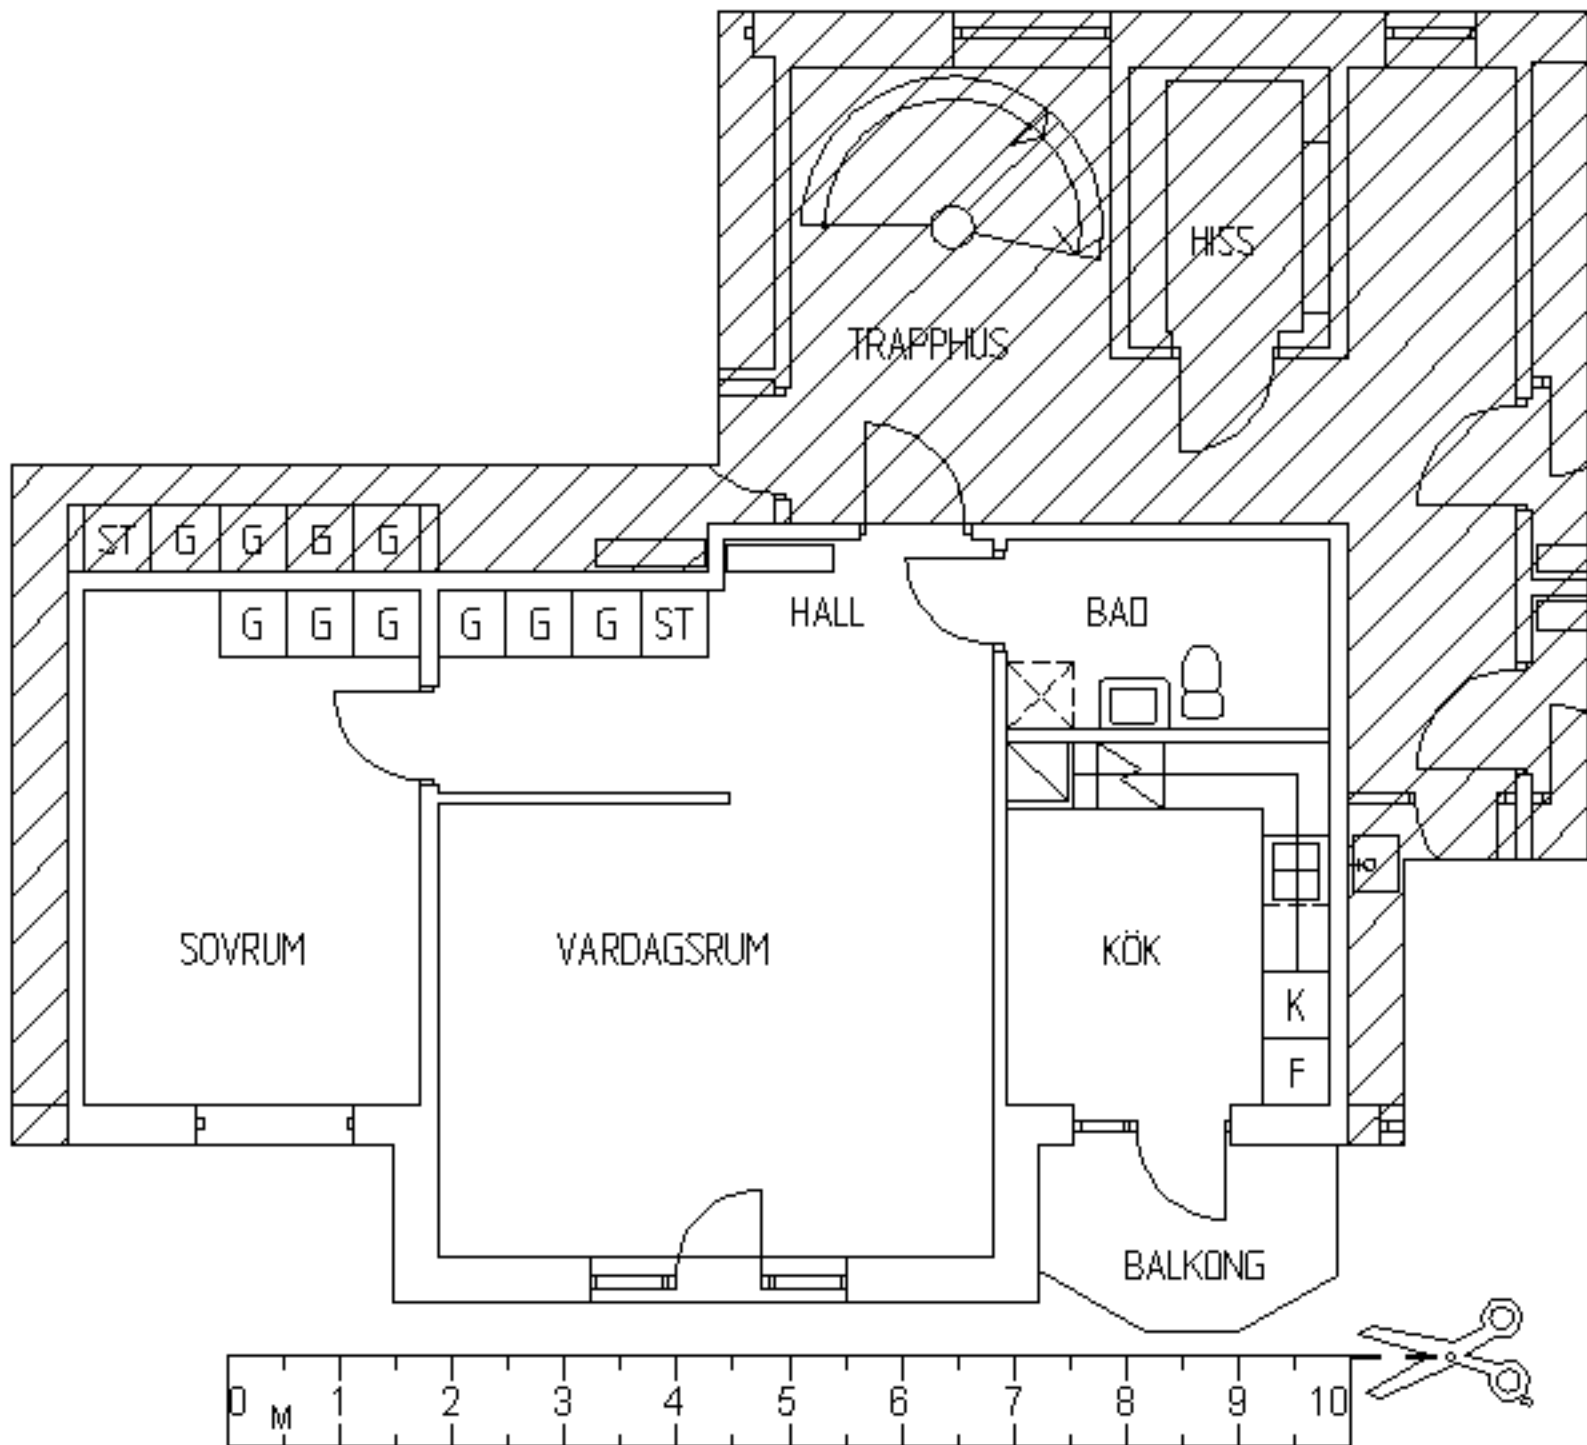 HISS
TRAPPHUS
ST G G G G
G G G G G G ST
HALL
BAD
SOVRUM
VARDAGSRUM
KÖK
K
F
BALKONG
0 M 1 2 3 4 5 6 7 8 9 10